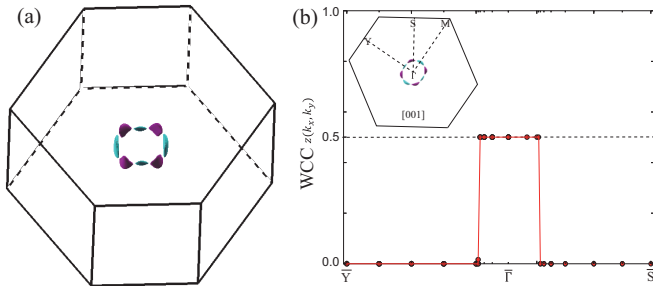 (a)
(b)
WCC z(kx, ky)
1.0
0.5
0.0
Y
S
M
Γ
[001]
Y̅
Γ̅
S̅